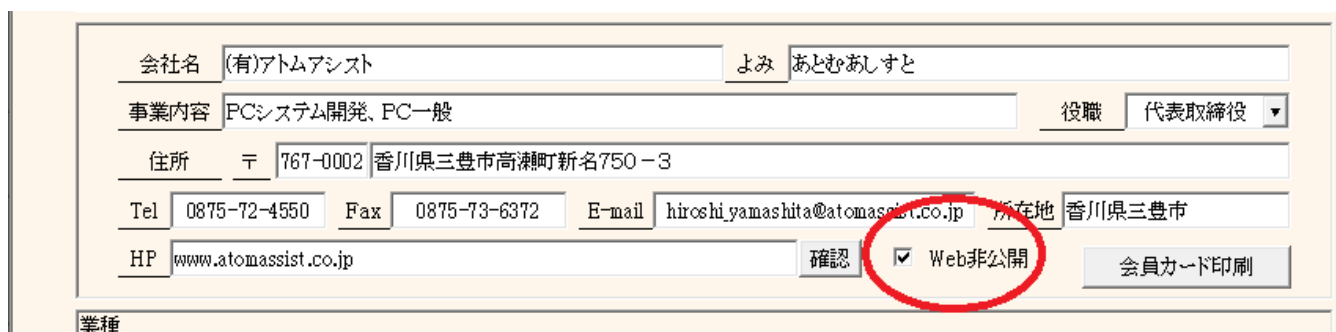 会社名 (有)アトムアシスト よみ あとむあしすと
事業内容 PCシステム開発、PC一般 役職 代表取締役
住所 〒 767-0002 香川県三豊市高瀬町新名750-3
Tel 0875-72-4550 Fax 0875-73-6372 E-mail hiroshi_yamashita@atomassist.co.jp 所在地 香川県三豊市
HP www.atomassist.co.jp 確認 Web非公開 会員カード印刷
業種